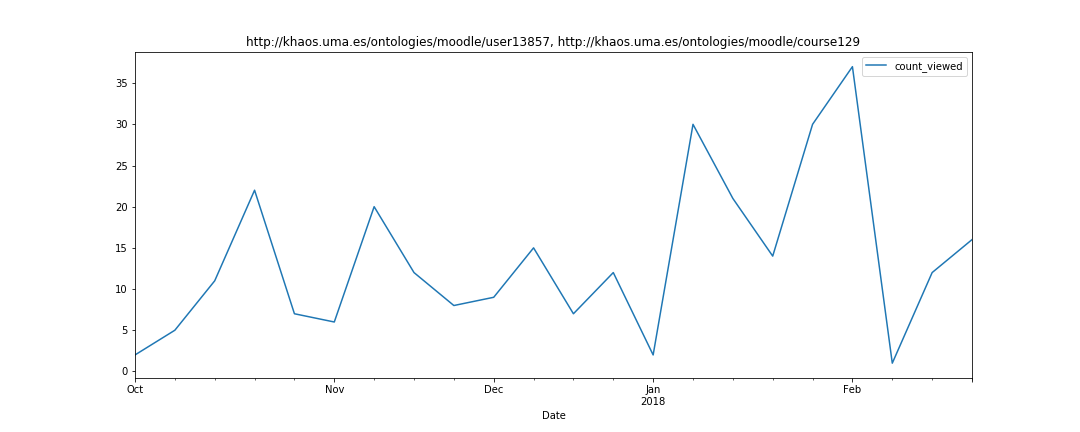 http://khaos.uma.es/ontologies/moodle/user13857, http://khaos.uma.es/ontologies/moodle/course129
count_viewed
35
30
25
20
15
10
5
0
Oct Nov Dec Jan Feb
2018
Date